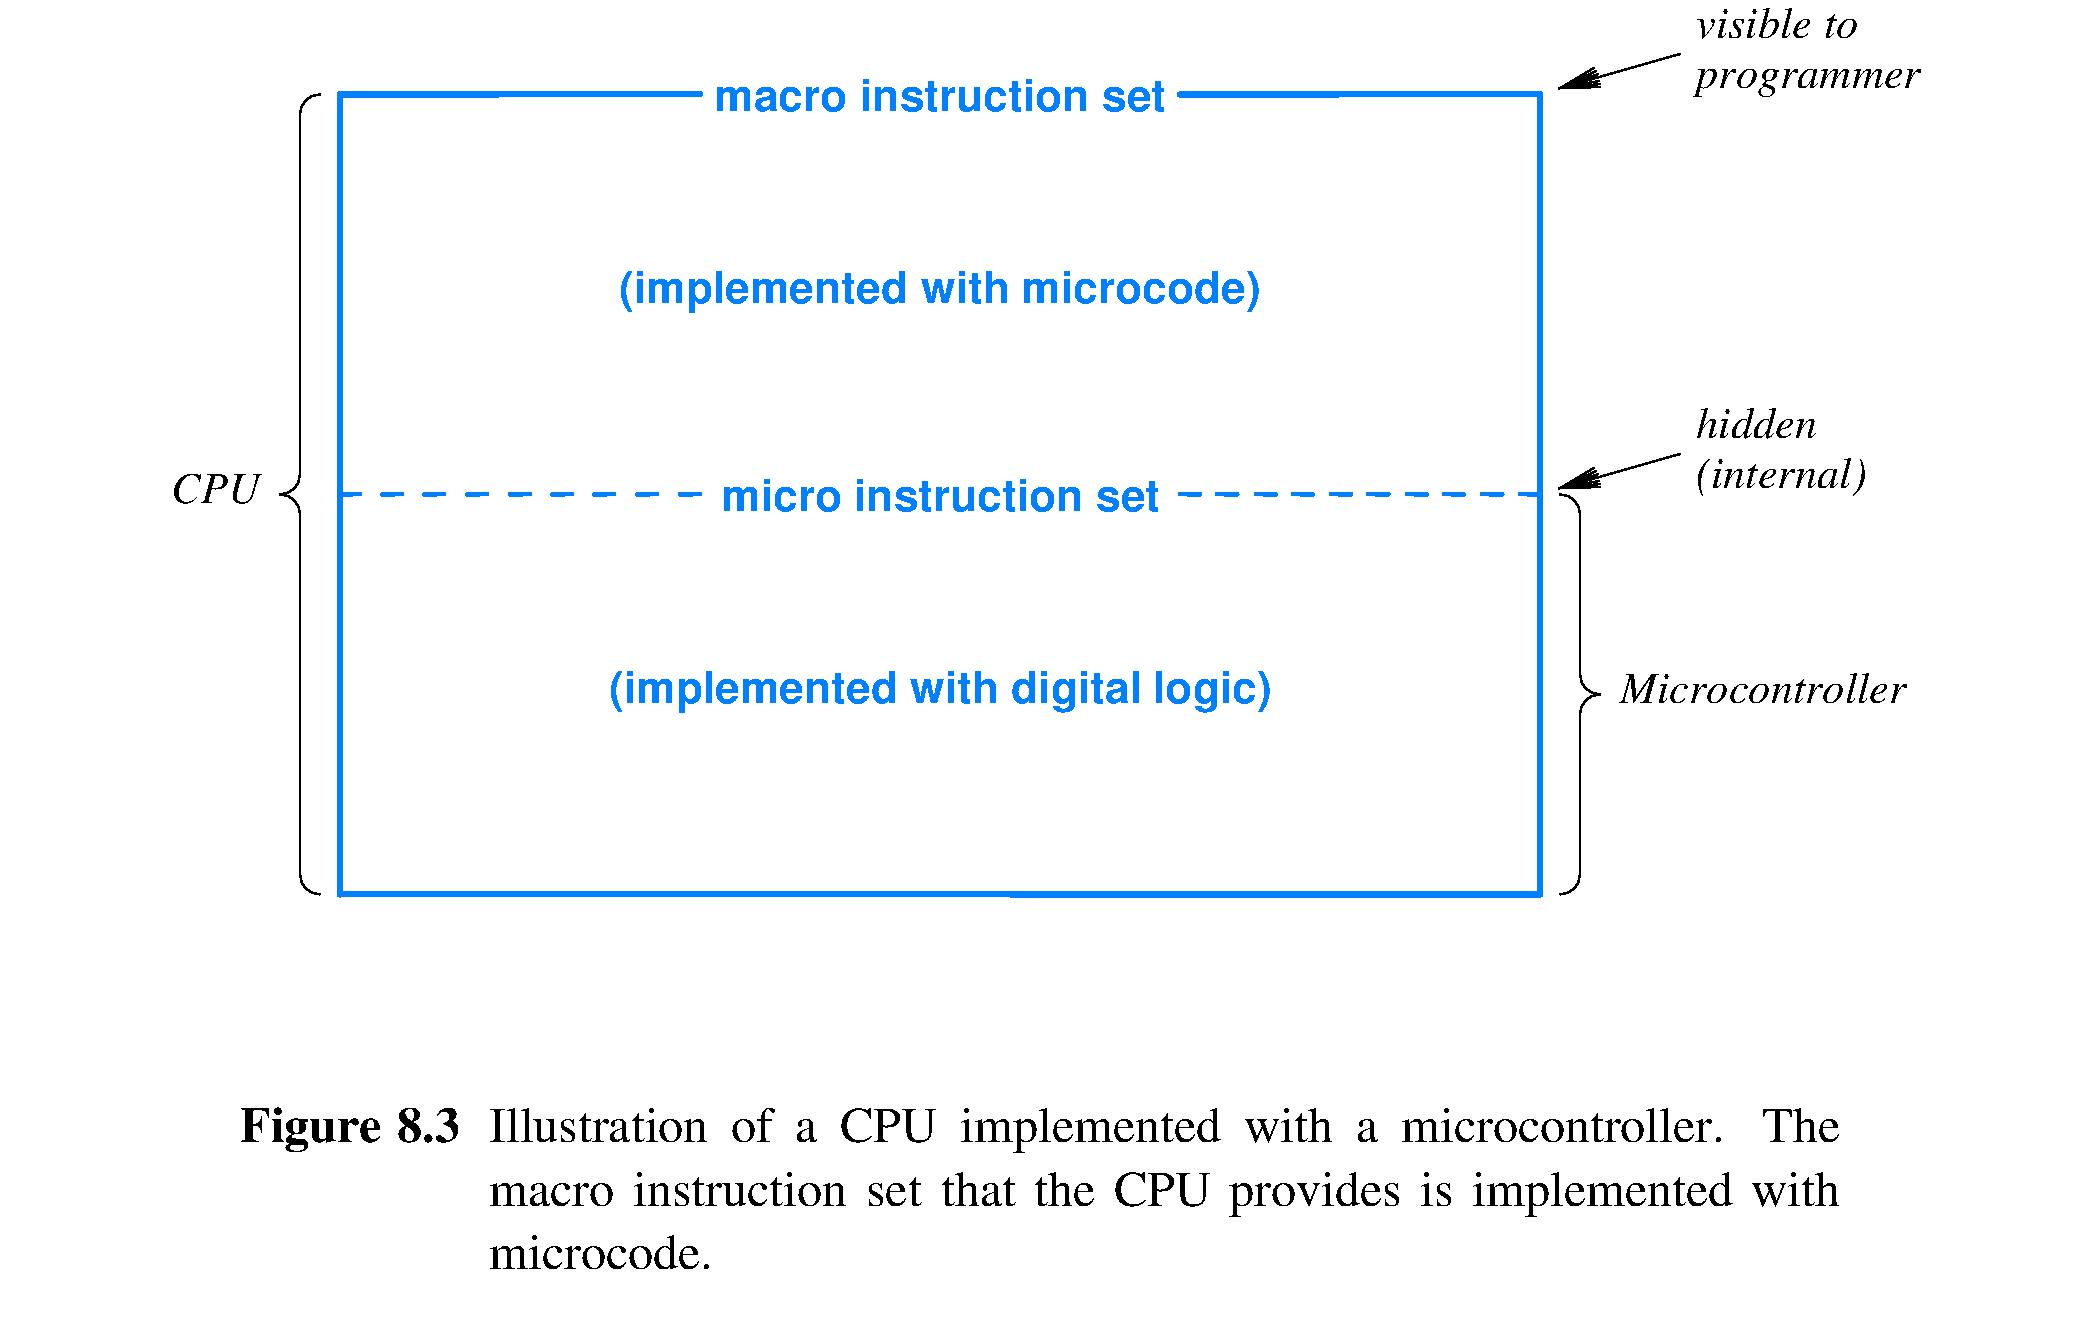 visible to
programmer
macro instruction set
(implemented with microcode)
hidden
(internal)
CPU
micro instruction set
(implemented with digital logic)
Microcontroller
Figure 8.3 Illustration of a CPU implemented with a microcontroller. The
macro instruction set that the CPU provides is implemented with
microcode.